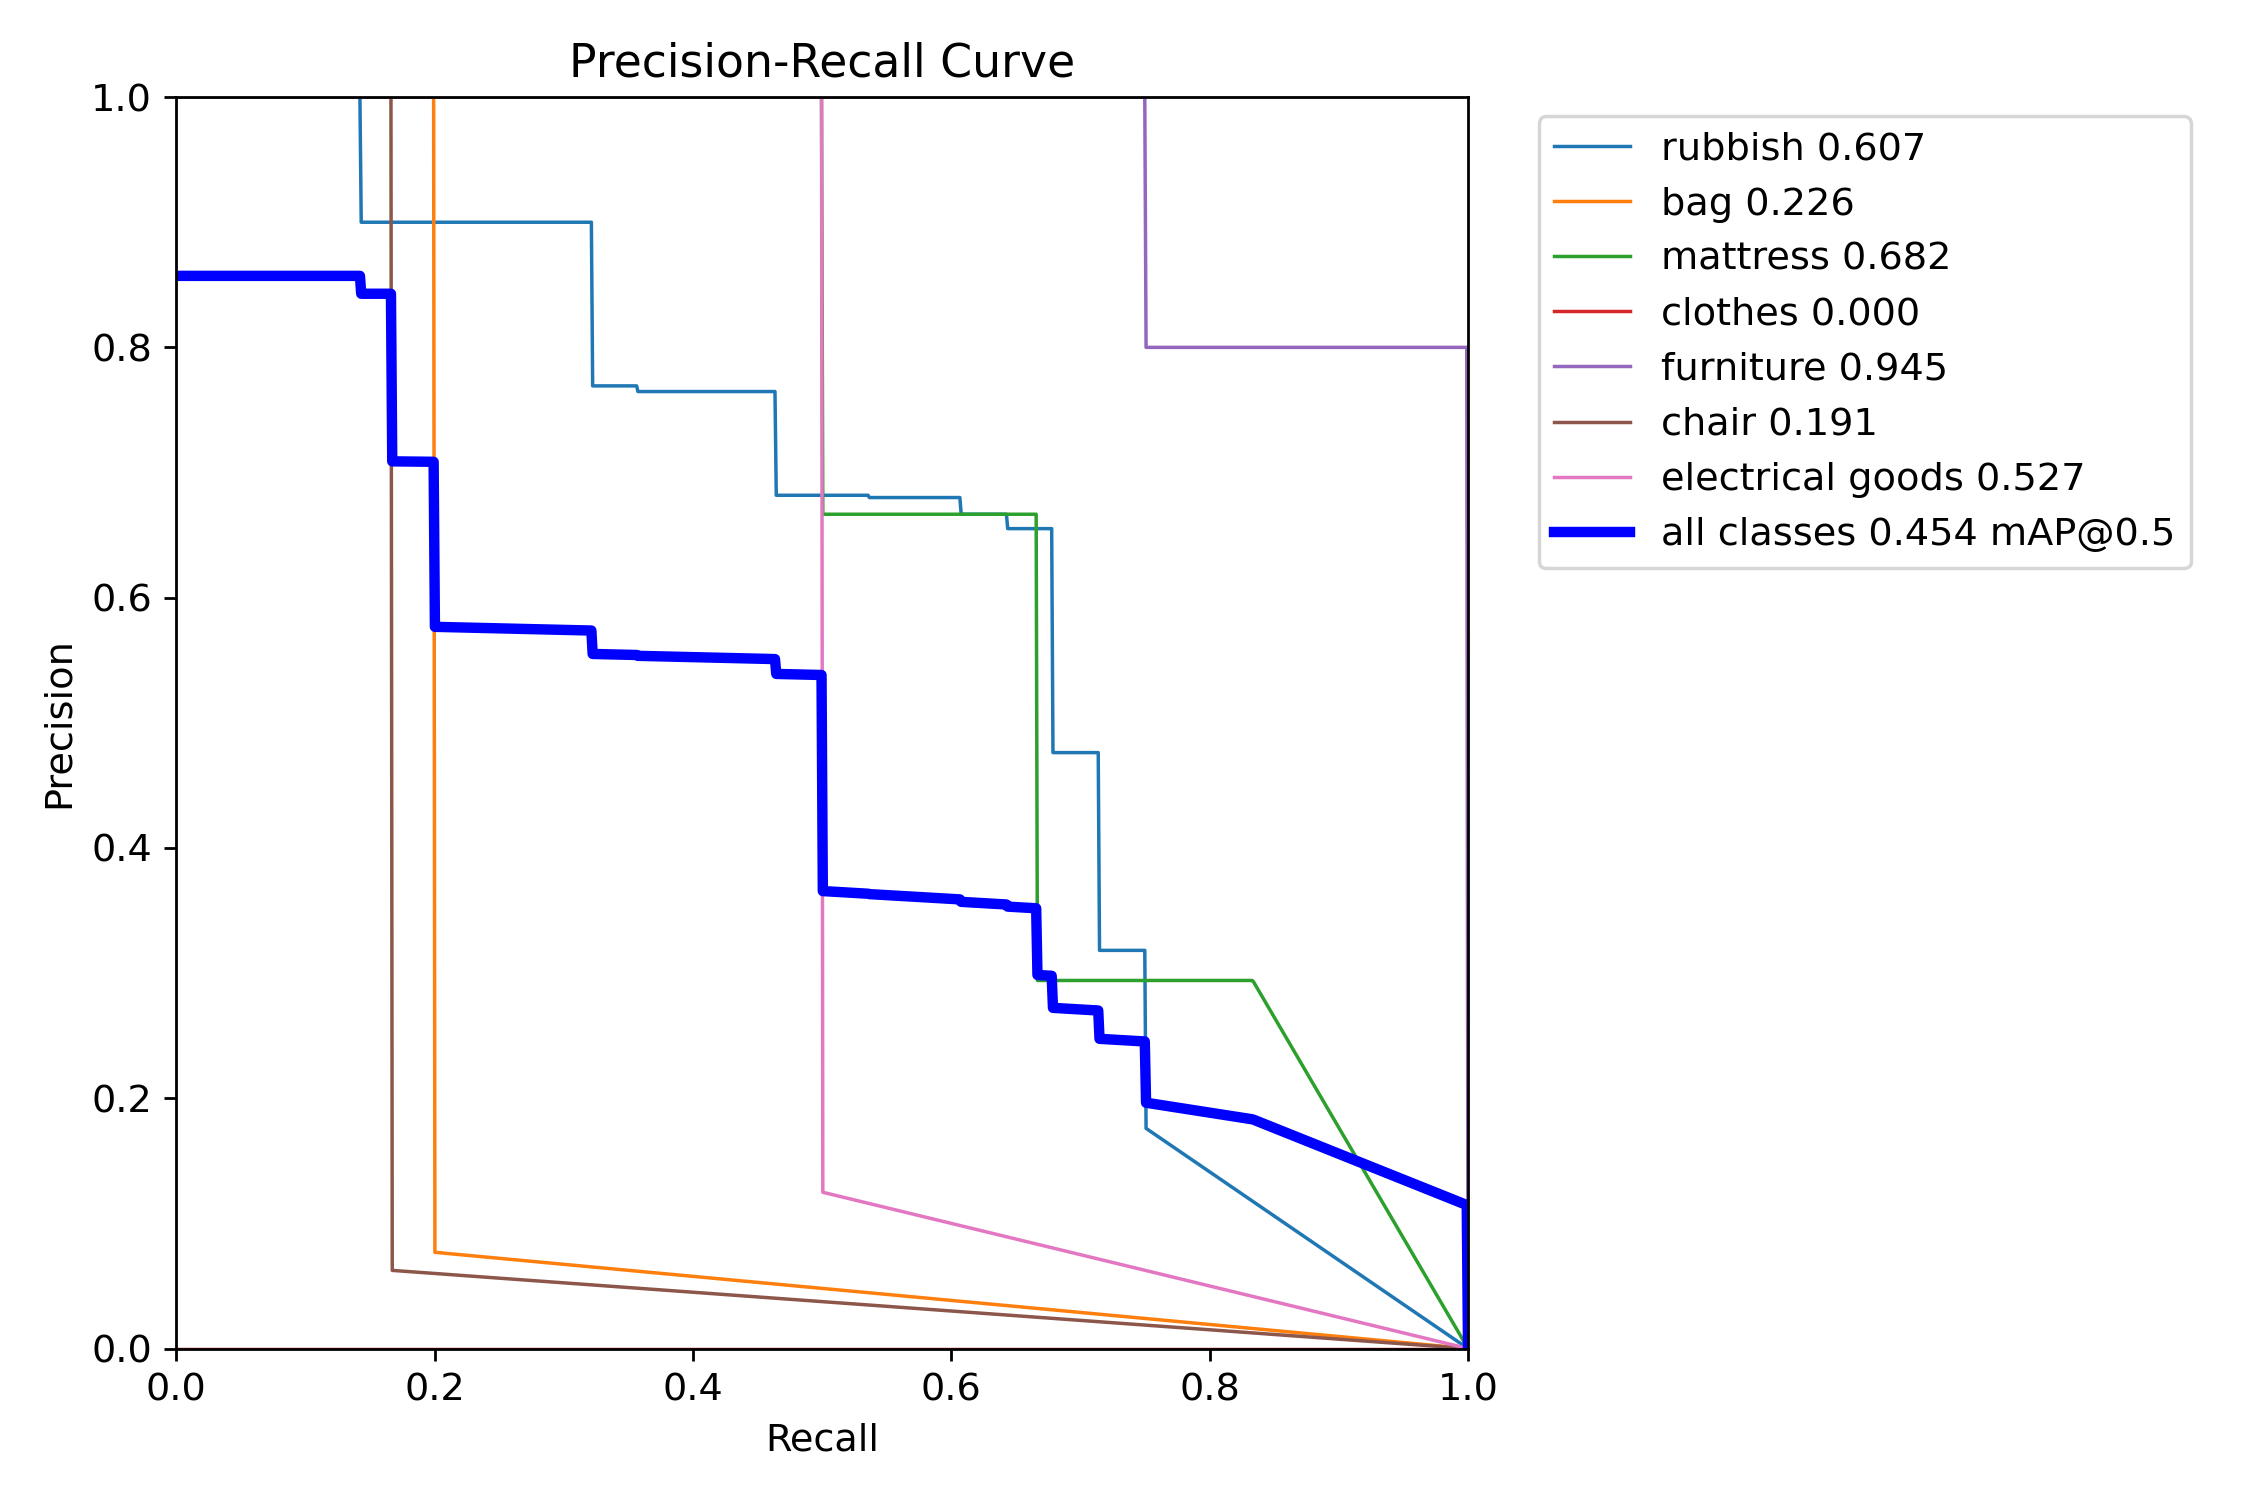 Precision-Recall Curve
1.0
0.8
0.6
0.4
0.2
0.0
Precision
0.0 0.2 0.4 0.6 0.8 1.0
Recall
rubbish 0.607
bag 0.226
mattress 0.682
clothes 0.000
furniture 0.945
chair 0.191
electrical goods 0.527
all classes 0.454 mAP@0.5